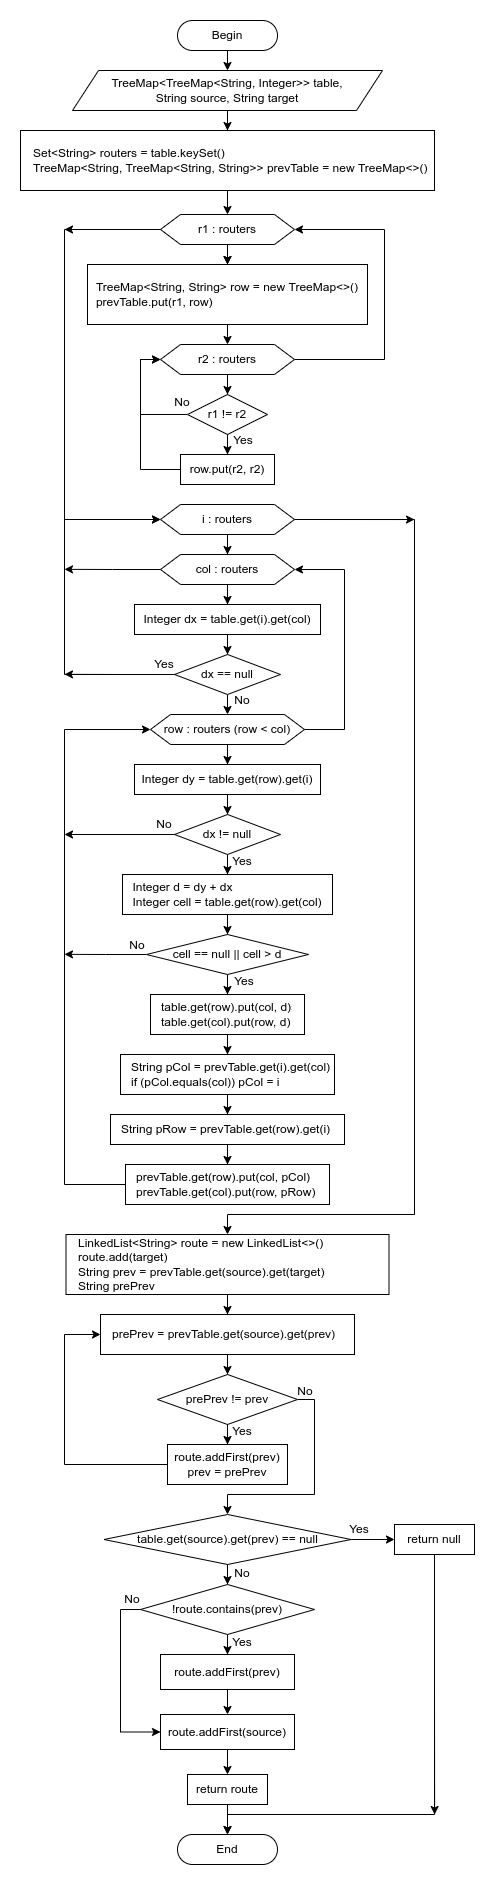 Begin
TreeMap<TreeMap<String, Integer>> table,
String source, String target
Set<String> routers = table.keySet()
TreeMap<String, TreeMap<String, String>> prevTable = new TreeMap<>()
r1 : routers
TreeMap<String, String> row = new TreeMap<>()
prevTable.put(r1, row)
r2 : routers
No
r1 != r2
Yes
row.put(r2, r2)
i : routers
col : routers
Integer dx = table.get(i).get(col)
Yes
dx == null
No
row : routers (row < col)
Integer dy = table.get(row).get(i)
No
dx != null
Yes
Integer d = dy + dx
Integer cell = table.get(row).get(col)
No
cell == null || cell > d
Yes
table.get(row).put(col, d)
table.get(col).put(row, d)
String pCol = prevTable.get(i).get(col)
if (pCol.equals(col)) pCol = i
String pRow = prevTable.get(row).get(i)
prevTable.get(row).put(col, pCol)
prevTable.get(col).put(row, pRow)
LinkedList<String> route = new LinkedList<>()
route.add(target)
String prev = prevTable.get(source).get(target)
String prePrev
prePrev = prevTable.get(source).get(prev)
No
prePrev != prev
Yes
route.addFirst(prev)
prev = prePrev
Yes
table.get(source).get(prev) == null
return null
No
No
!route.contains(prev)
Yes
route.addFirst(prev)
route.addFirst(source)
return route
End